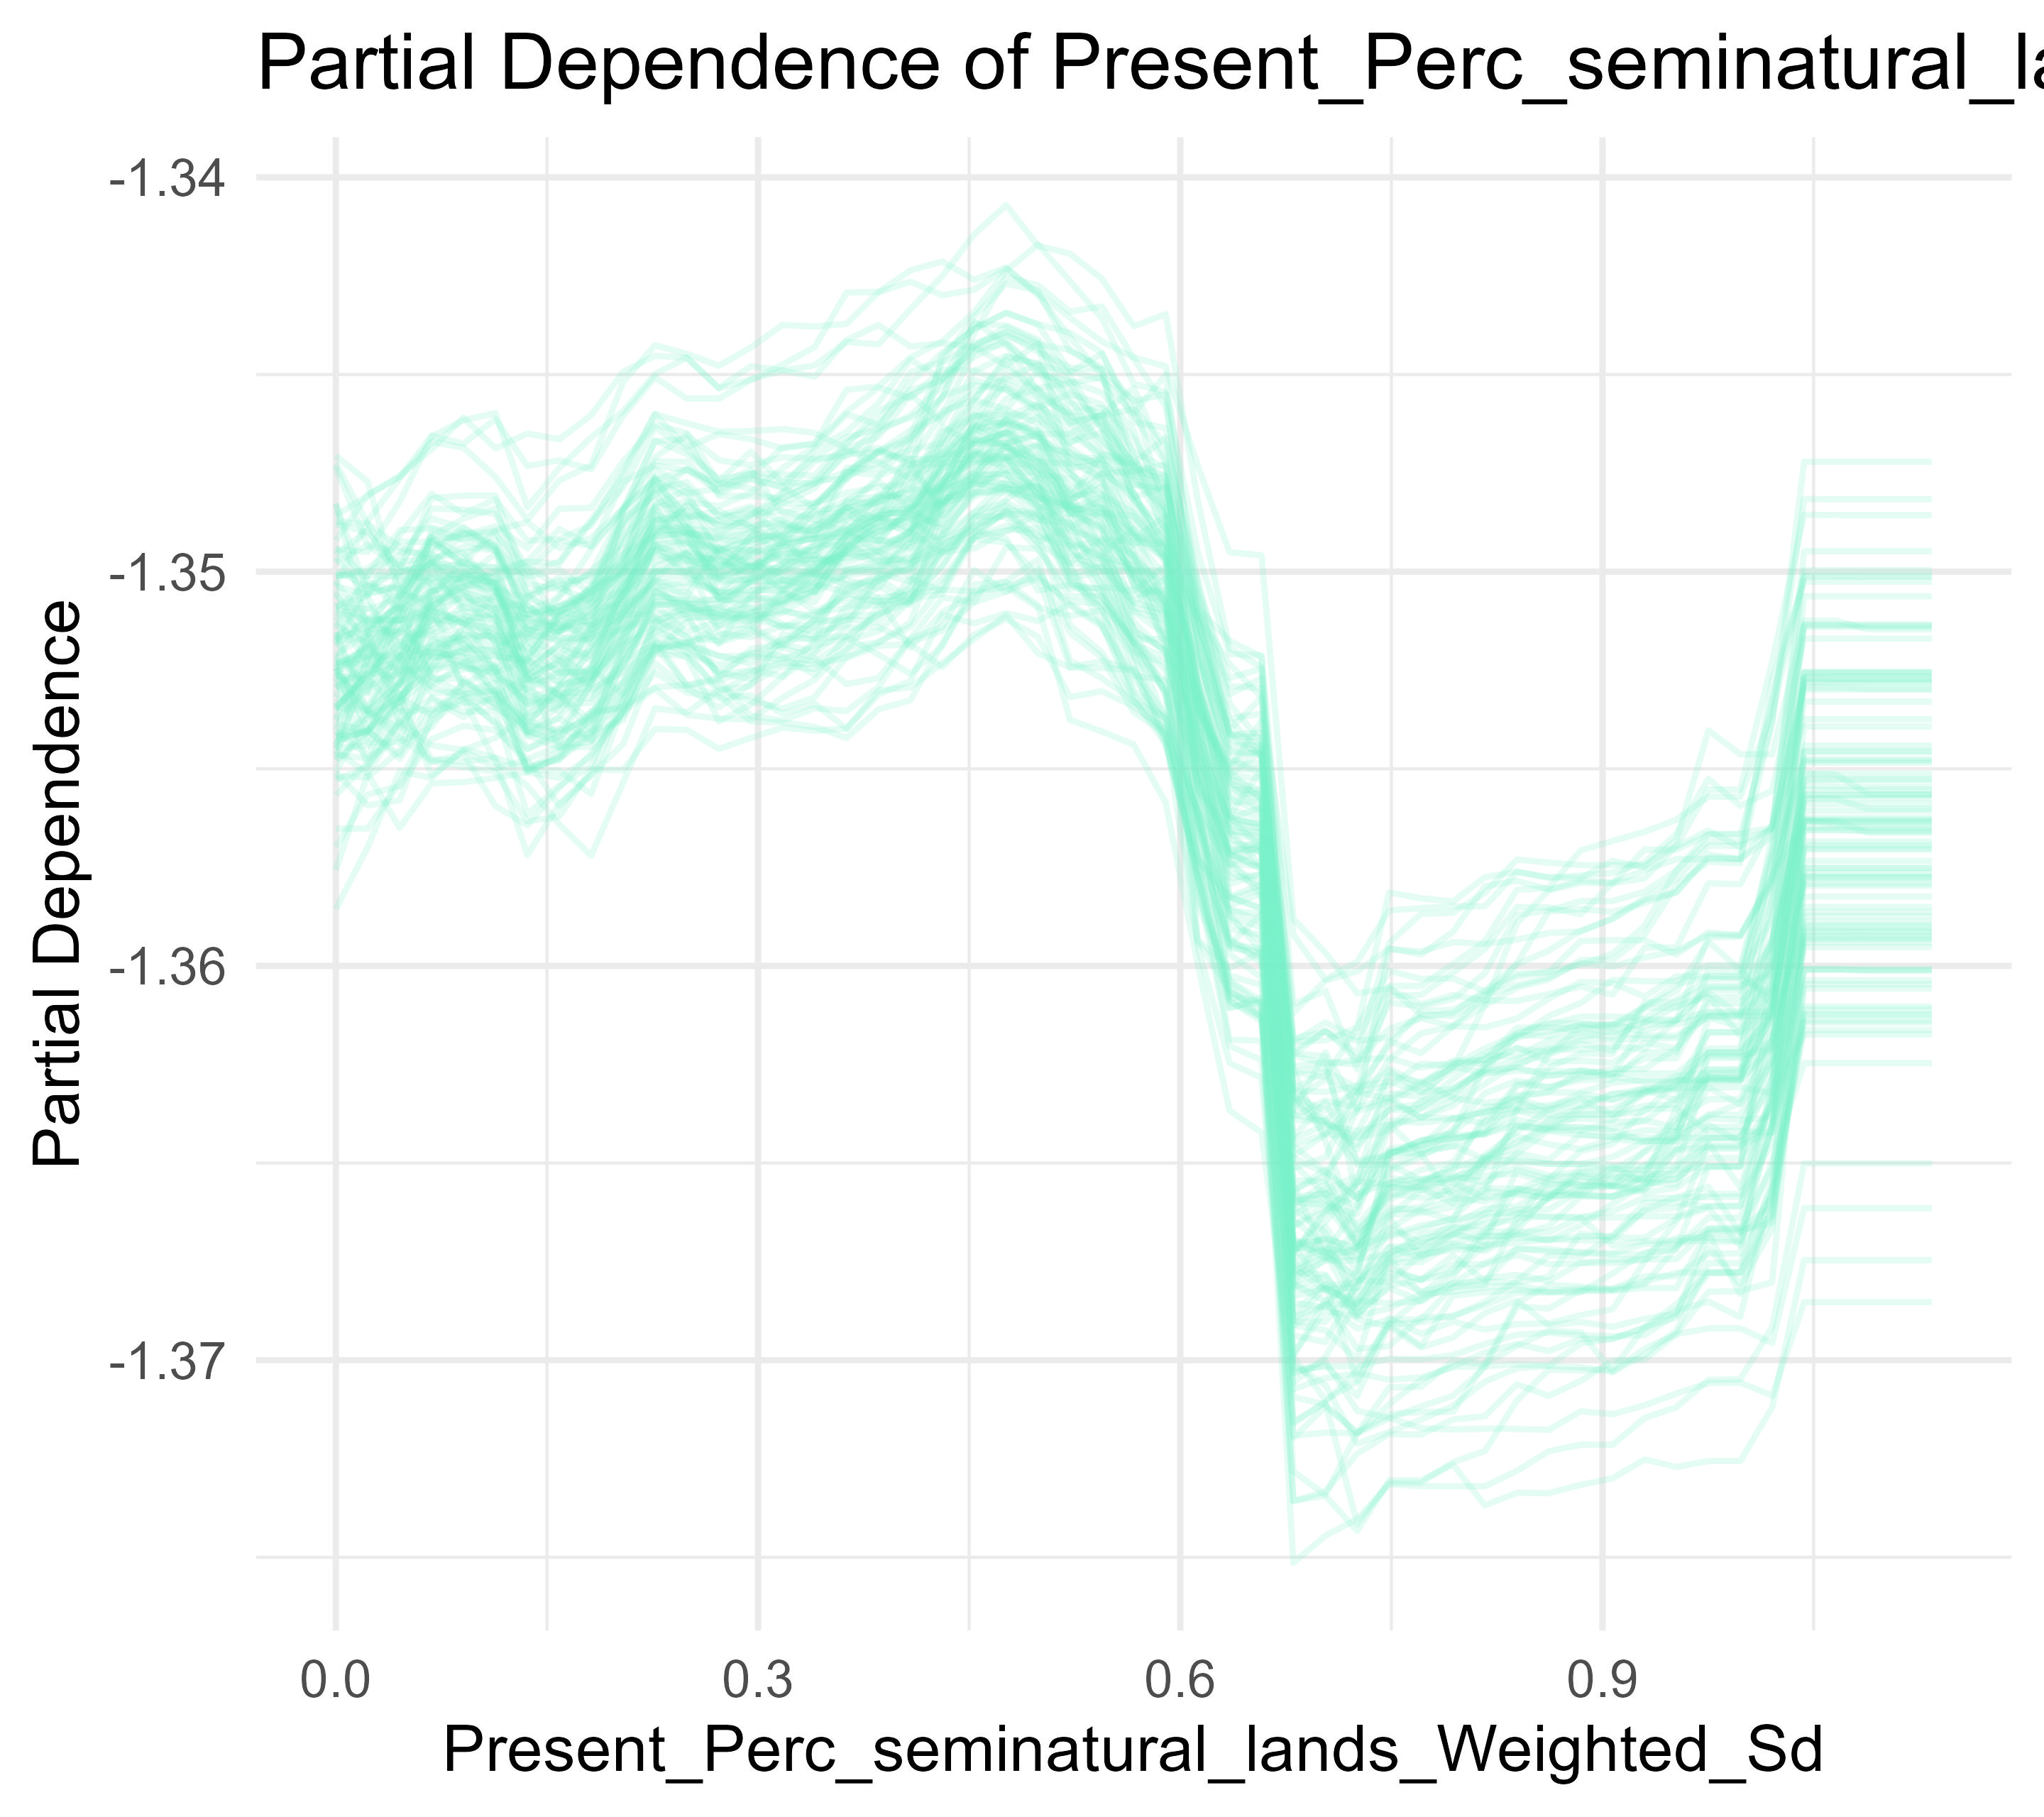 Partial Dependence of Present_Perc_seminatural_la
-1.34
-1.35
-1.36
-1.37
Partial Dependence
0.0 0.3 0.6 0.9
Present_Perc_seminatural_lands_Weighted_Sd